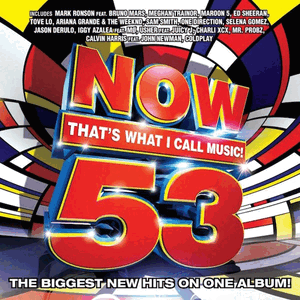 INCLUDES MARK RONSON FEAT. BRUNO MARS, MEGHAN TRAINOR, MAROON 5, ED SHEERAN,
TOVE LO, ARIANA GRANDE & THE WEEKND, SAM SMITH, ONE DIRECTION, SELENA GOMEZ,
JASON DERULO, IGGY AZALEA FEAT. MØ, USHER FEAT. JUICY J, CHARLI XCX, MR. PROBZ,
CALVIN HARRIS FEAT. JOHN NEWMAN, COLDPLAY
NOW
THAT'S WHAT I CALL MUSIC!
53
THE BIGGEST NEW HITS ON ONE ALBUM!